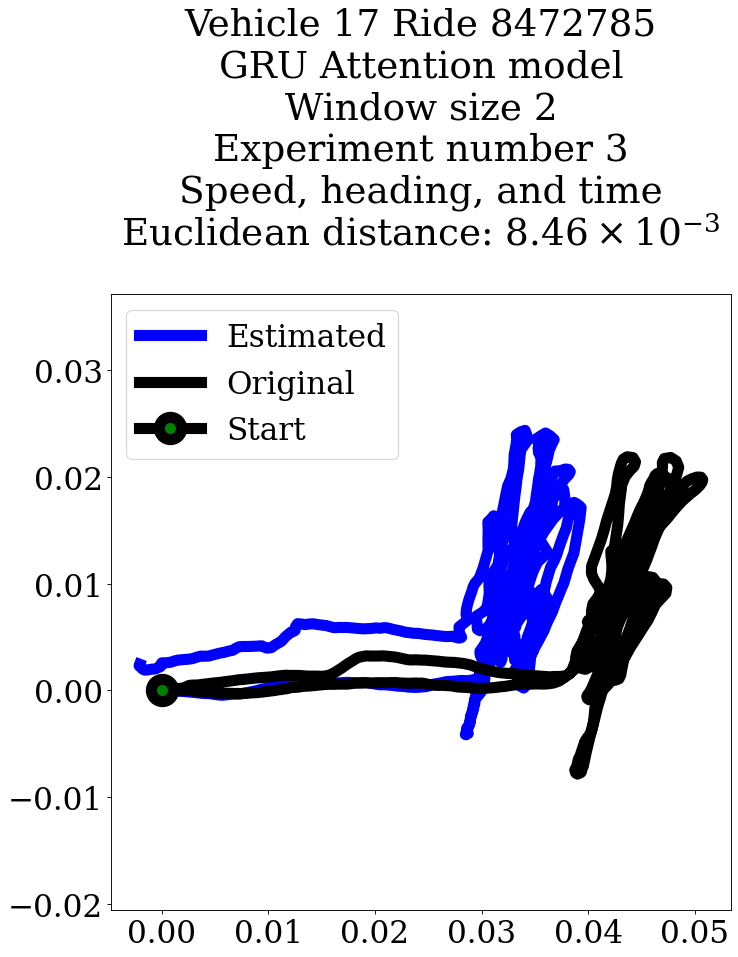 Vehicle 17 Ride 8472785
GRU Attention model
Window size 2
Experiment number 3
Speed, heading, and time
Euclidean distance: 8.46 × 10⁻³
Estimated
Original
Start
0.03
0.02
0.01
0.00
−0.01
−0.02
0.00 0.01 0.02 0.03 0.04 0.05